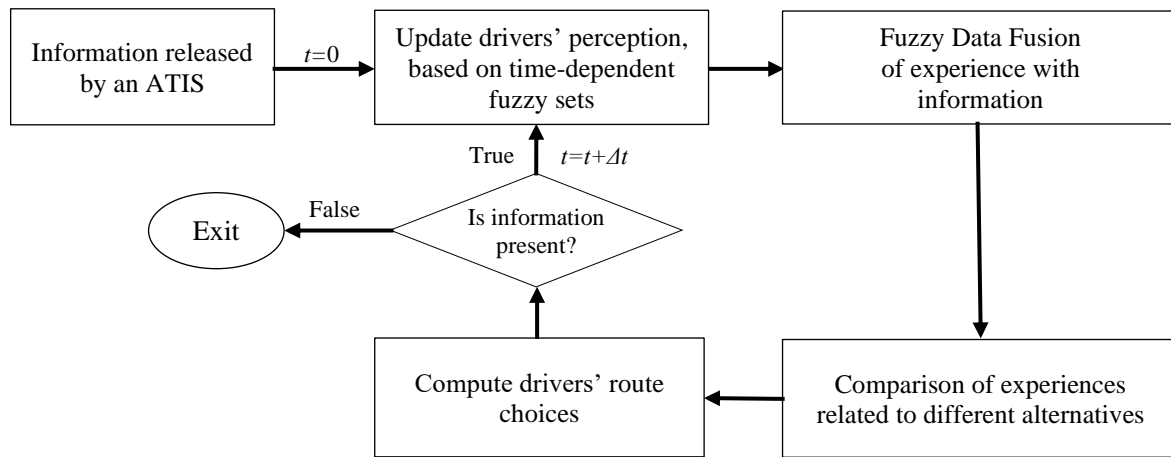 Information released
by an ATIS
t=0
Update drivers’ perception,
based on time-dependent
fuzzy sets
Fuzzy Data Fusion
of experience with
information
True
t=t+Δt
Is information
present?
False
Exit
Compute drivers’ route
choices
Comparison of experiences
related to different alternatives